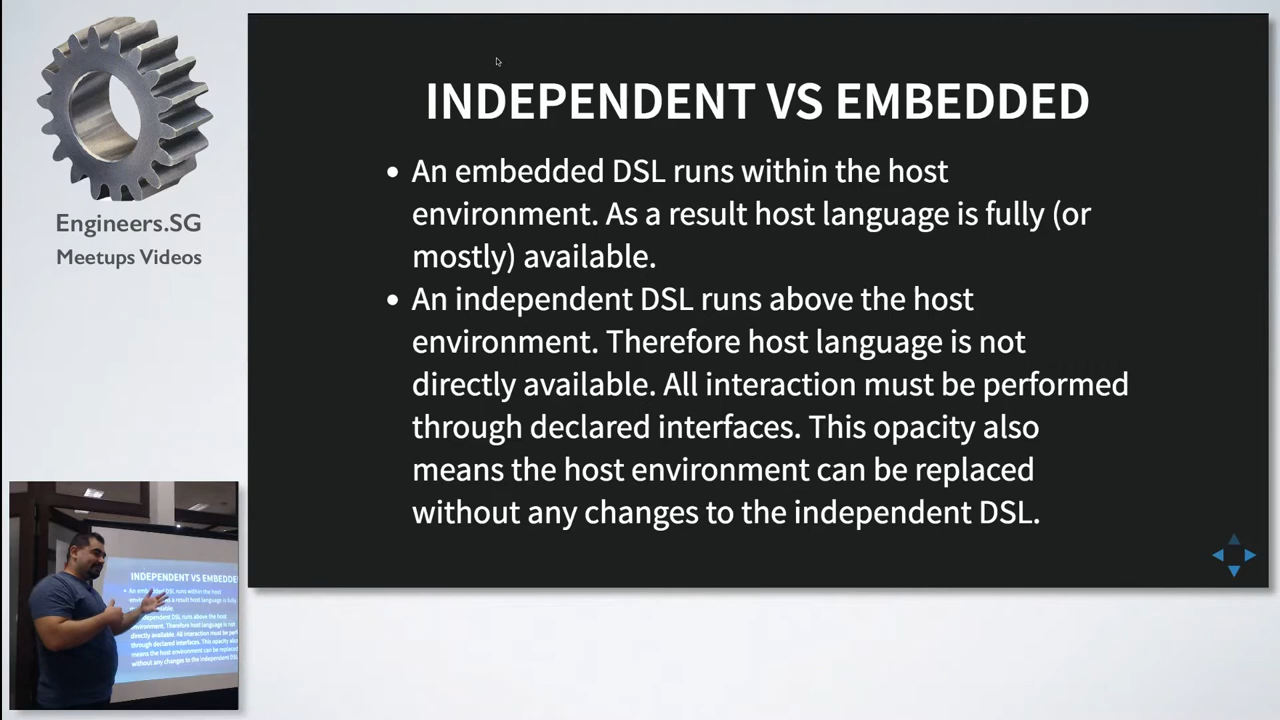 Engineers.SG
Meetups Videos
INDEPENDENT VS EMBEDDED
• An embedded DSL runs within the host
environment. As a result host language is fully (or
mostly) available.
• An independent DSL runs above the host
environment. Therefore host language is not
directly available. All interaction must be performed
through declared interfaces. This opacity also
means the host environment can be replaced
without any changes to the independent DSL.
INDEPENDENT VS EMBEDDE